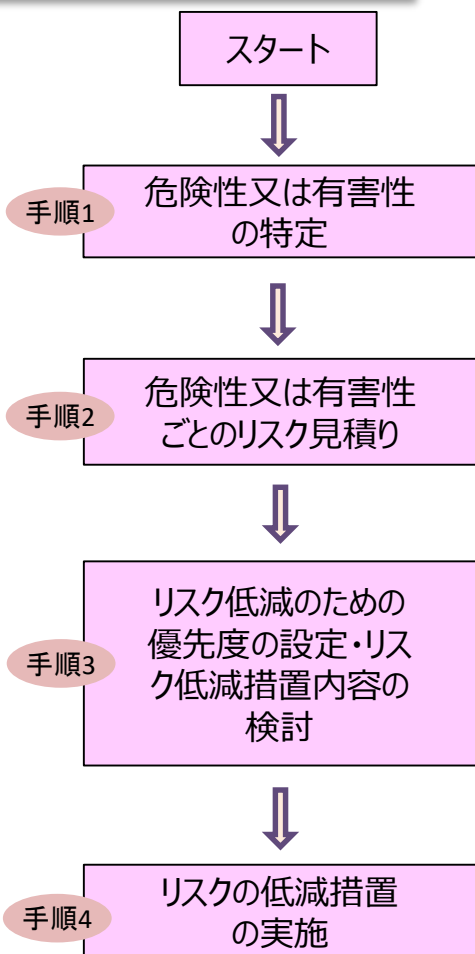 スタート
手順1
危険性又は有害性
の特定
手順2
危険性又は有害性
ごとのリスク見積り
手順3
リスク低減のための
優先度の設定・リス
ク低減措置内容の
検討
手順4
リスクの低減措置
の実施